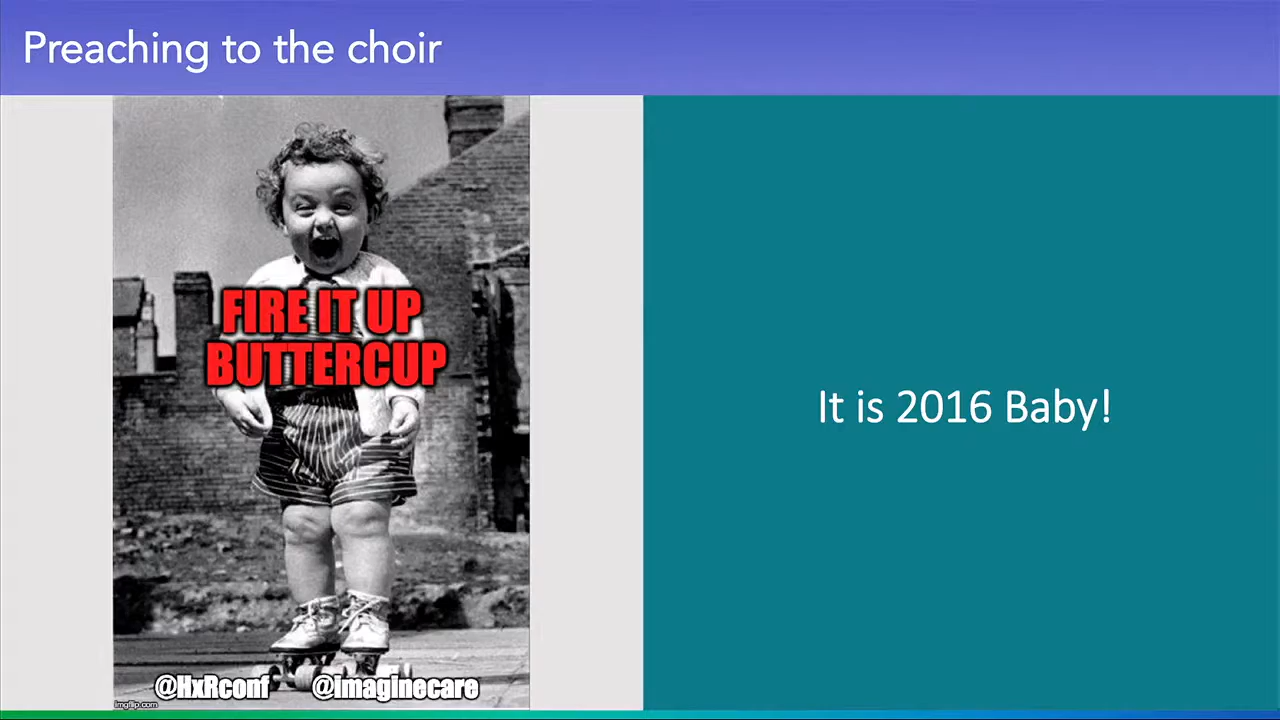 Preaching to the choir
FIRE IT UP
BUTTERCUP
@HxRconf @imaginecare
imgflip.com
It is 2016 Baby!